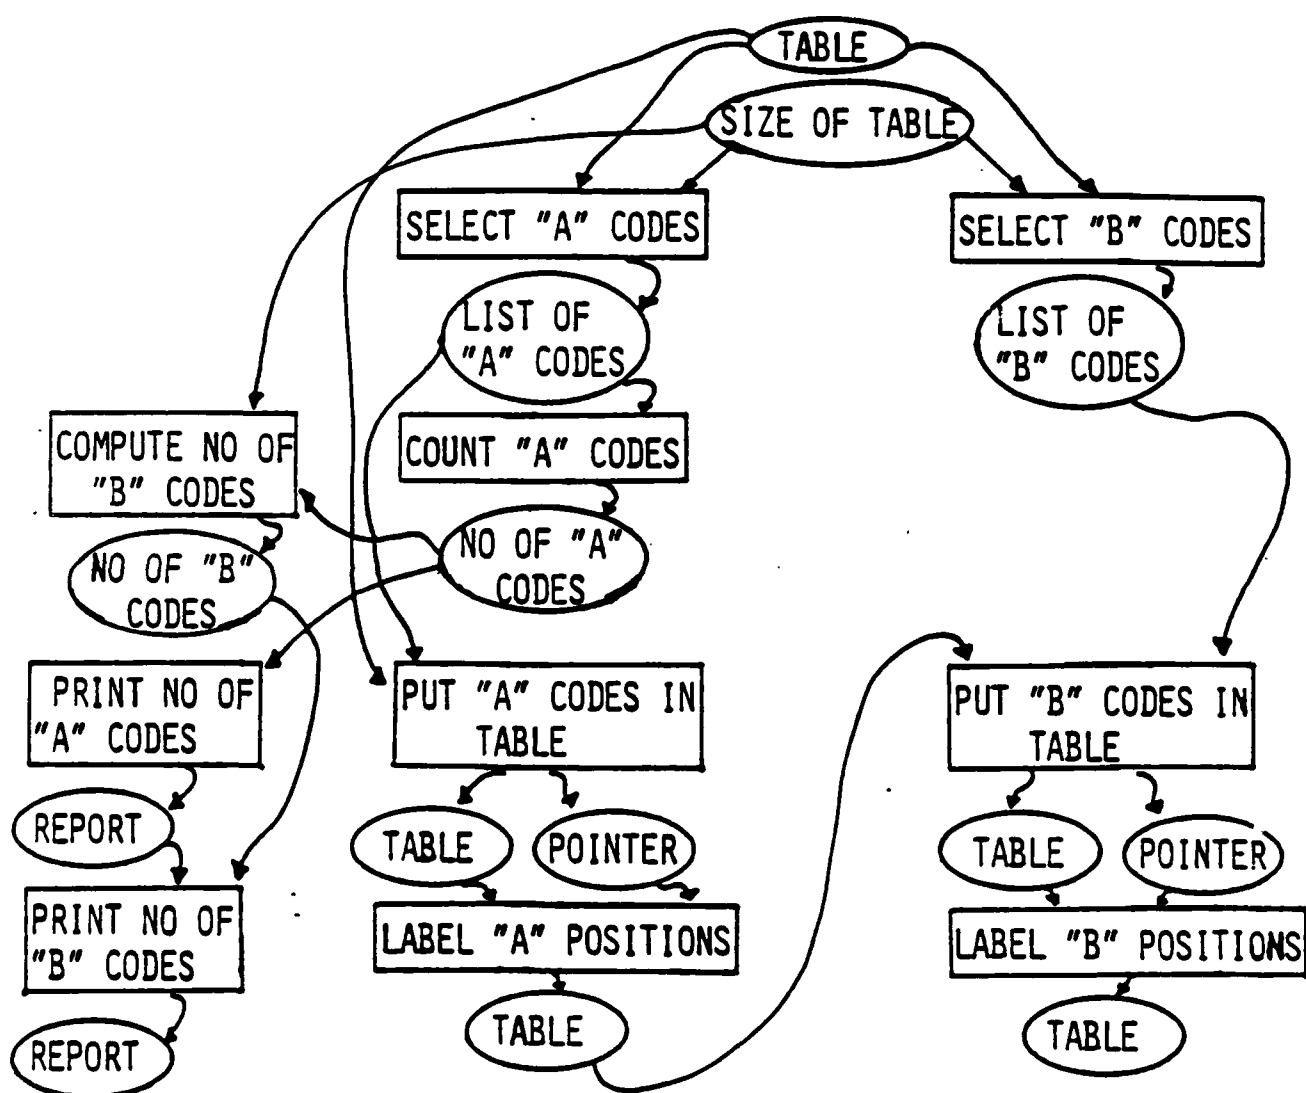 TABLE
SIZE OF TABLE
SELECT "A" CODES
SELECT "B" CODES
LIST OF
"A" CODES
LIST OF
"B" CODES
COMPUTE NO OF
"B" CODES
COUNT "A" CODES
NO OF "B"
CODES
NO OF "A"
CODES
PRINT NO OF
"A" CODES
PUT "A" CODES IN
TABLE
PUT "B" CODES IN
TABLE
REPORT
TABLE
POINTER
TABLE
POINTER
PRINT NO OF
"B" CODES
LABEL "A" POSITIONS
LABEL "B" POSITIONS
REPORT
TABLE
TABLE